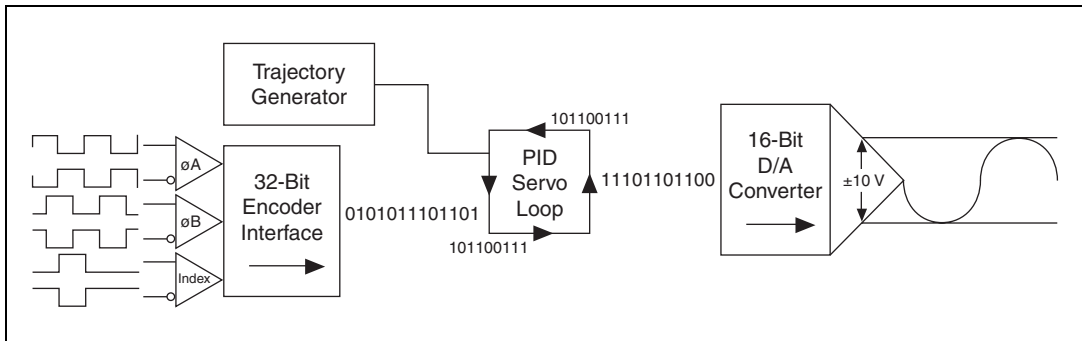 Trajectory
Generator
øA
øB
Index
32-Bit
Encoder
Interface
0101011101101
101100111
PID
Servo
Loop
101100111
11101101100
16-Bit
D/A
Converter
±10 V